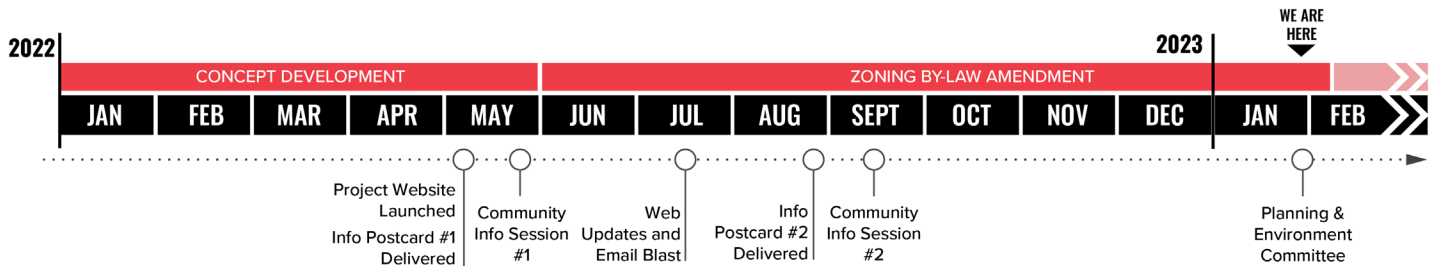 WE ARE
HERE
2022
2023
CONCEPT DEVELOPMENT ZONING BY-LAW AMENDMENT
JAN FEB MAR APR MAY JUN JUL AUG SEPT OCT NOV DEC JAN FEB
Project Website
Launched
Info Postcard #1
Delivered
Community
Info Session
#1
Web
Updates and
Email Blast
Info
Postcard #2
Delivered
Community
Info Session
#2
Planning &
Environment
Committee